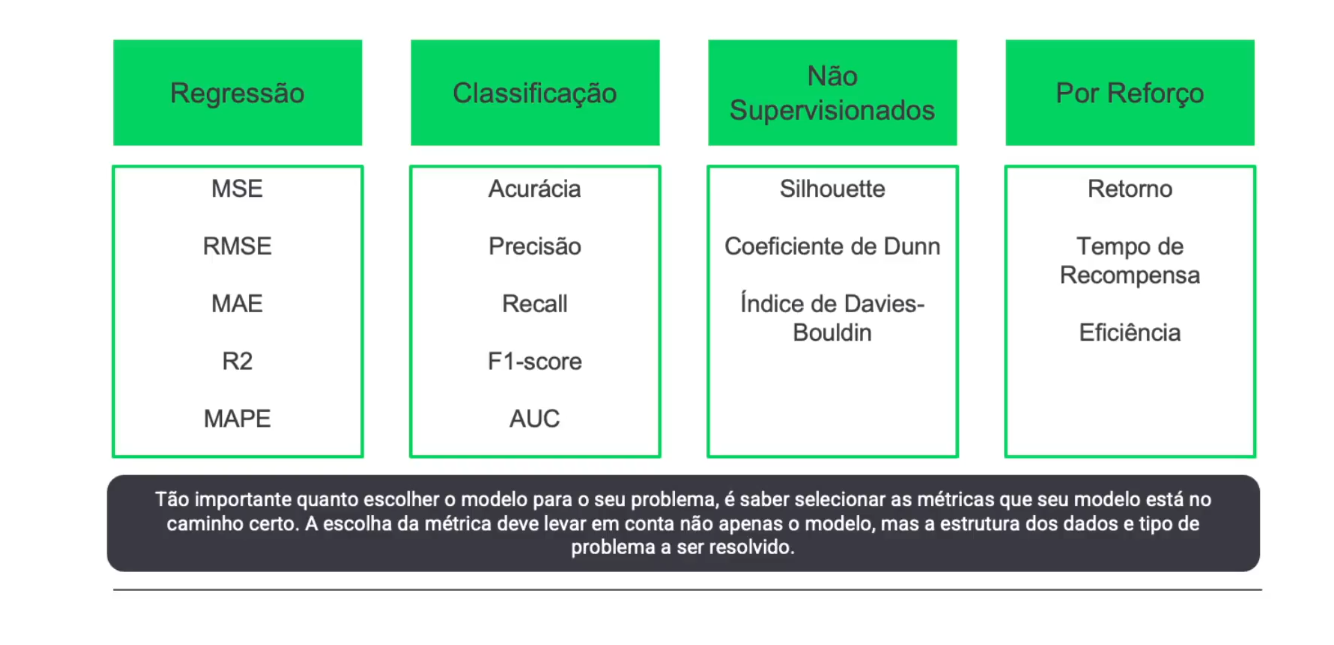 Regressão
Classificação
Não
Supervisionados
Por Reforço
MSE
RMSE
MAE
R2
MAPE
Acurácia
Precisão
Recall
F1-score
AUC
Silhouette
Coeficiente de Dunn
Índice de Davies-
Bouldin
Retorno
Tempo de
Recompensa
Eficiência
Tão importante quanto escolher o modelo para o seu problema, é saber selecionar as métricas que seu modelo está no
caminho certo. A escolha da métrica deve levar em conta não apenas o modelo, mas a estrutura dos dados e tipo de
problema a ser resolvido.